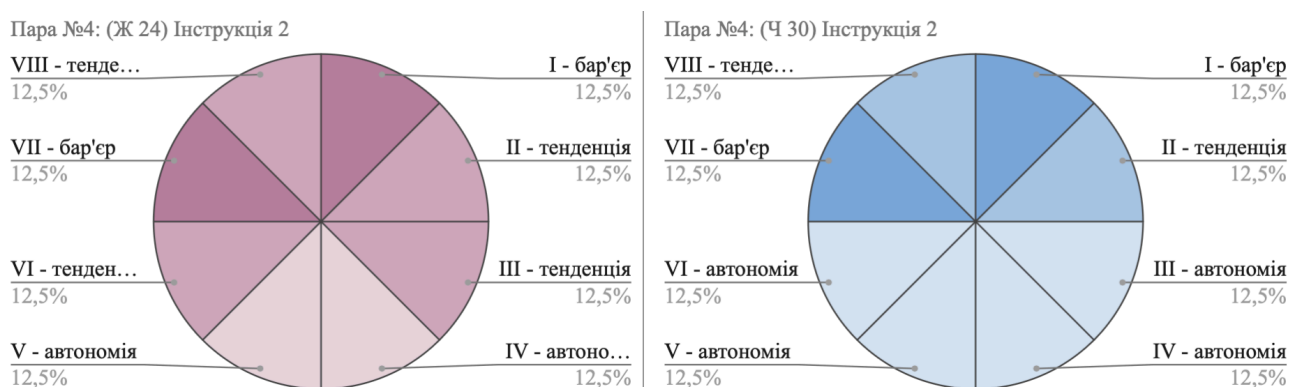 Пара №4: (Ж 24) Інструкція 2
VIII - тенде…
12,5%
I - бар'єр
12,5%
VII - бар'єр
12,5%
II - тенденція
12,5%
VI - тенден…
12,5%
III - тенденція
12,5%
V - автономія
12,5%
IV - автоно…
12,5%
Пара №4: (Ч 30) Інструкція 2
VIII - тенде…
12,5%
I - бар'єр
12,5%
VII - бар'єр
12,5%
II - тенденція
12,5%
VI - автономія
12,5%
III - автономія
12,5%
V - автономія
12,5%
IV - автономія
12,5%